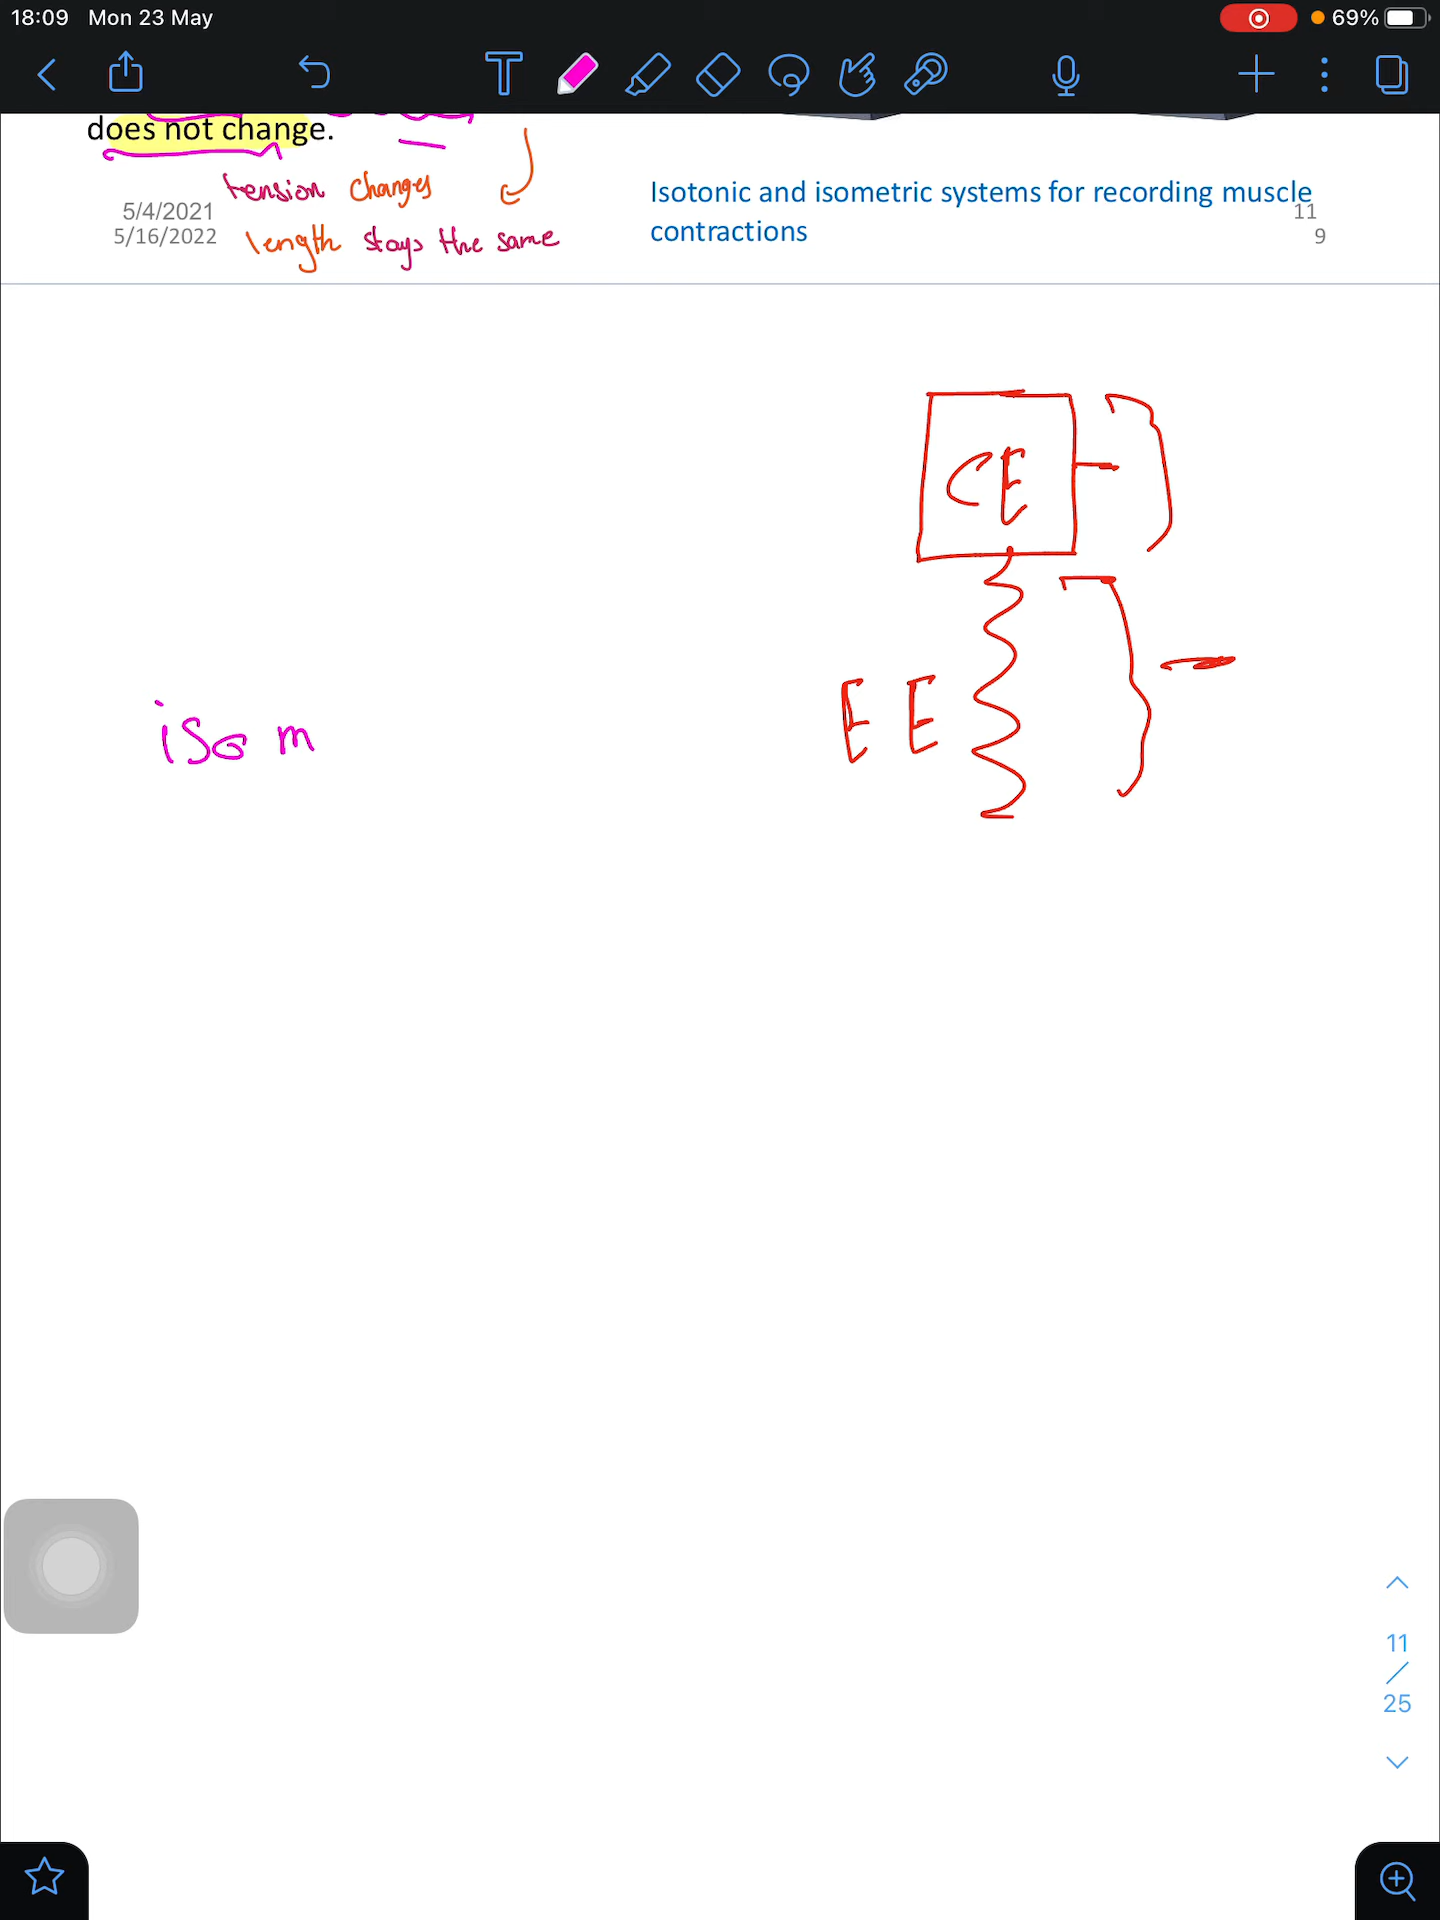 18:09 Mon 23 May
69%
does not change.
tension changes
5/4/2021
5/16/2022
length stays the same
Isotonic and isometric systems for recording muscle
contractions
11
9
CE
EE
isom
11
/
25